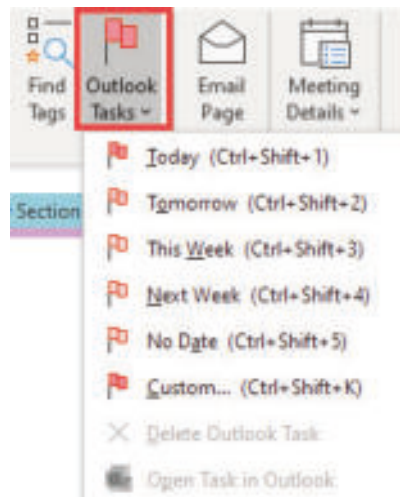 Find Tags
Outlook Tasks
Email Page
Meeting Details
Section
Today (Ctrl+Shift+1)
Tomorrow (Ctrl+Shift+2)
This Week (Ctrl+Shift+3)
Next Week (Ctrl+Shift+4)
No Date (Ctrl+Shift+5)
Custom... (Ctrl+Shift+K)
Delete Outlook Task
Open Task in Outlook